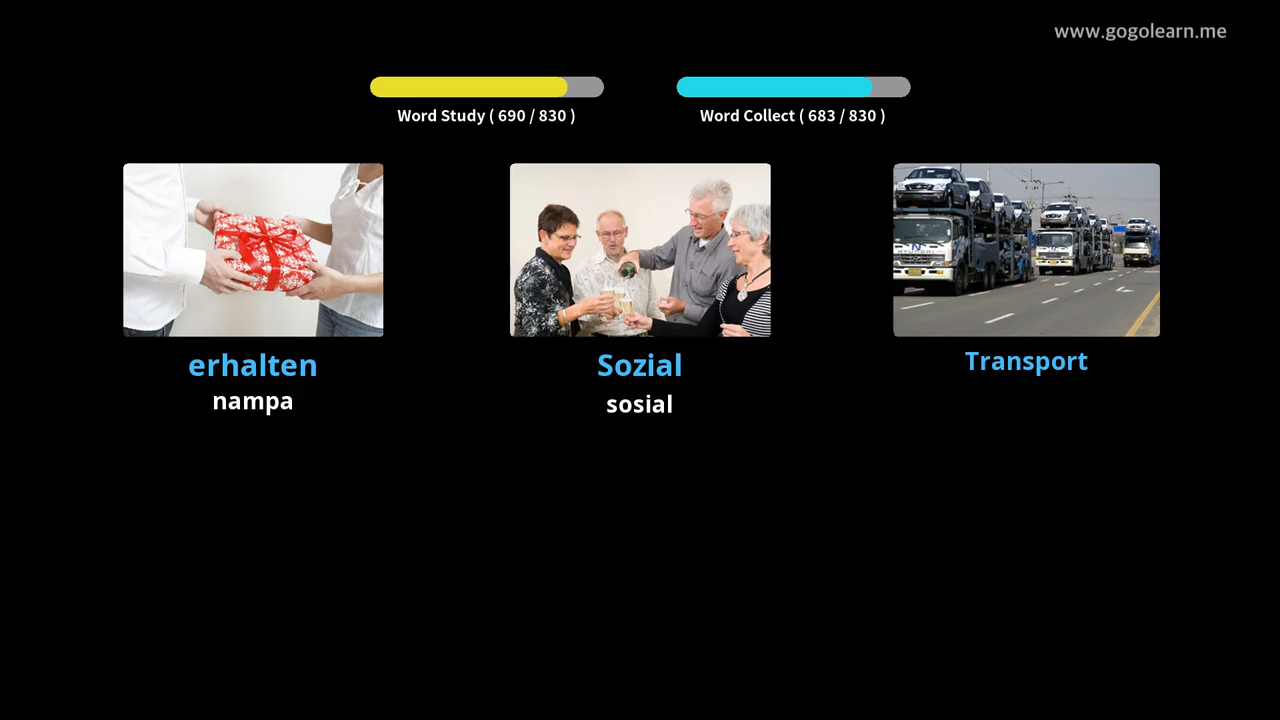 www.gogolearn.me
Word Study ( 690 / 830 )
Word Collect ( 683 / 830 )
erhalten
nampa
Sozial
sosial
Transport